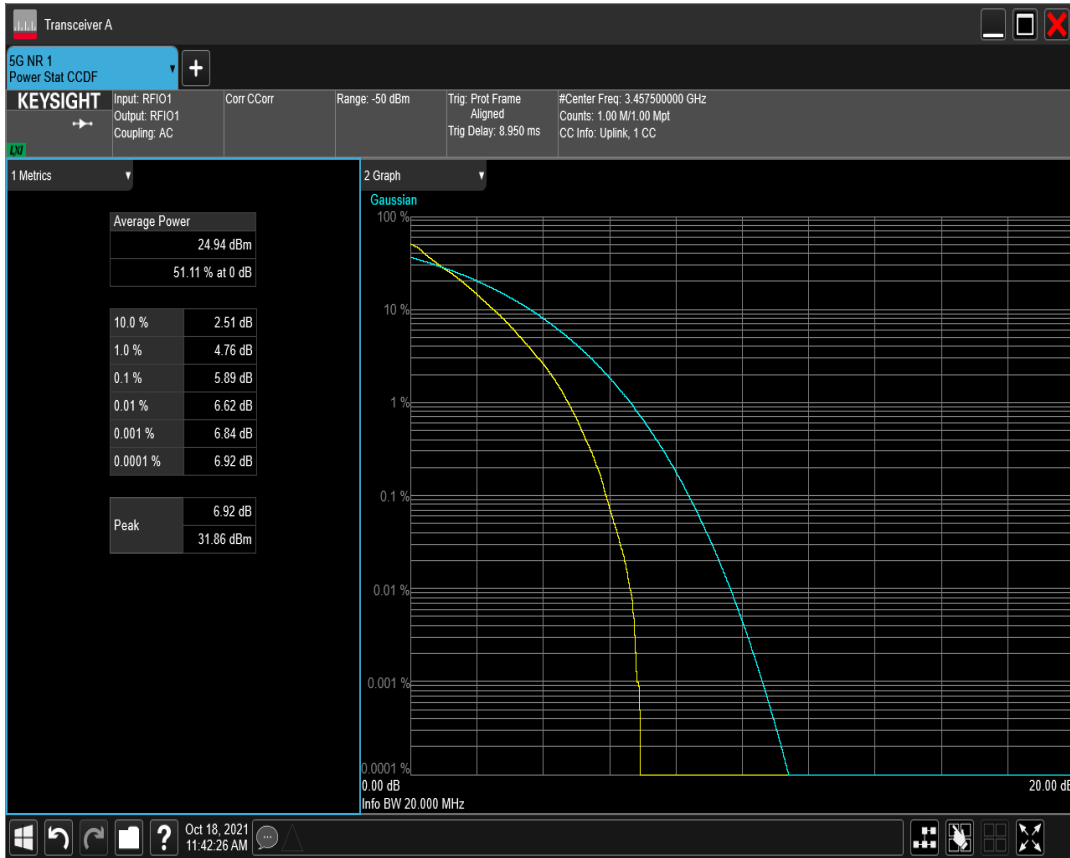 Transceiver A
5G NR 1
Power Stat CCDF
KEYSIGHT
LXI
Input: RFIO1
Output: RFIO1
Coupling: AC
Corr CCorr
Range: -50 dBm
Trig: Prot Frame
Aligned
Trig Delay: 8.950 ms
#Center Freq: 3.457500000 GHz
Counts: 1.00 M/1.00 Mpt
CC Info: Uplink, 1 CC
1 Metrics
Average Power
24.94 dBm
51.11 % at 0 dB
10.0 % 2.51 dB
1.0 % 4.76 dB
0.1 % 5.89 dB
0.01 % 6.62 dB
0.001 % 6.84 dB
0.0001 % 6.92 dB
Peak
6.92 dB
31.86 dBm
2 Graph
Gaussian
100 %
10 %
1 %
0.1 %
0.01 %
0.001 %
0.0001 %
0.00 dB
20.00 dB
Info BW 20.000 MHz
Oct 18, 2021
11:42:26 AM